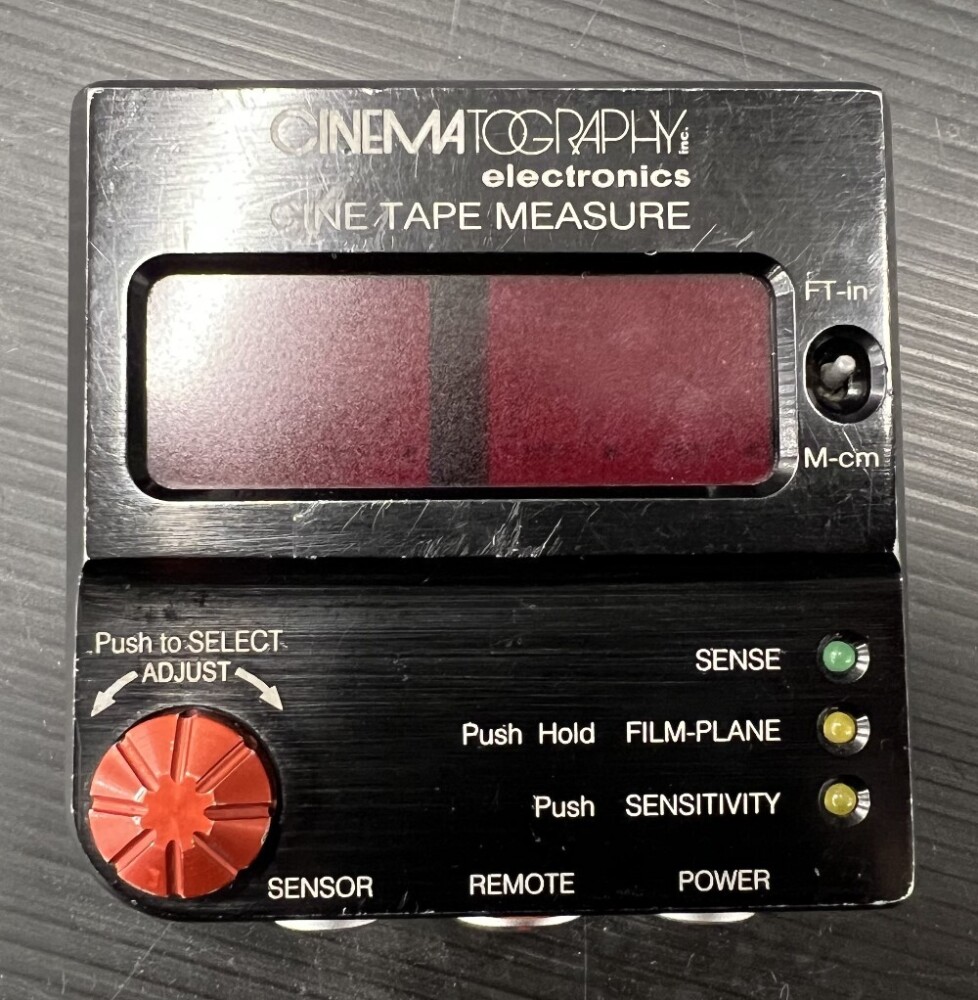 CINEMATOGRAPHY inc.
electronics
CINE TAPE MEASURE
FT-in
M-cm
Push to SELECT
ADJUST
SENSE
Push Hold FILM-PLANE
Push SENSITIVITY
SENSOR REMOTE POWER